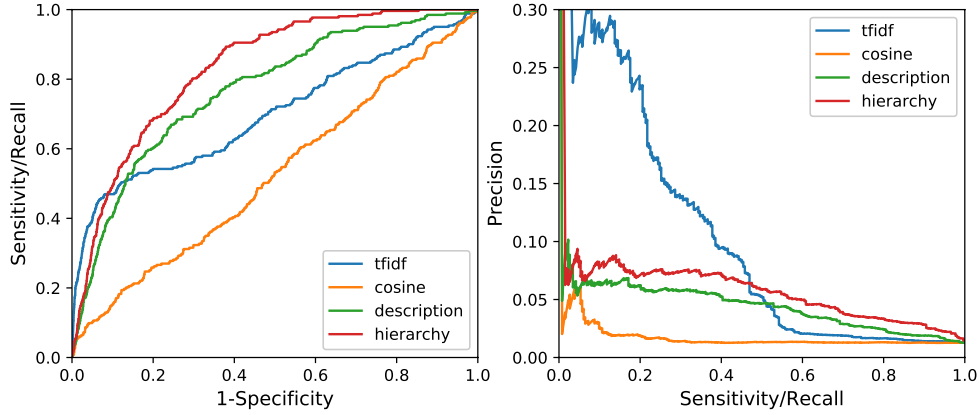 1.0
0.8
0.6
0.4
0.2
0.0
Sensitivity/Recall
0.0 0.2 0.4 0.6 0.8 1.0
1-Specificity
tfidf
cosine
description
hierarchy
0.30
0.25
0.20
0.15
0.10
0.05
0.00
Precision
0.0 0.2 0.4 0.6 0.8 1.0
Sensitivity/Recall
tfidf
cosine
description
hierarchy